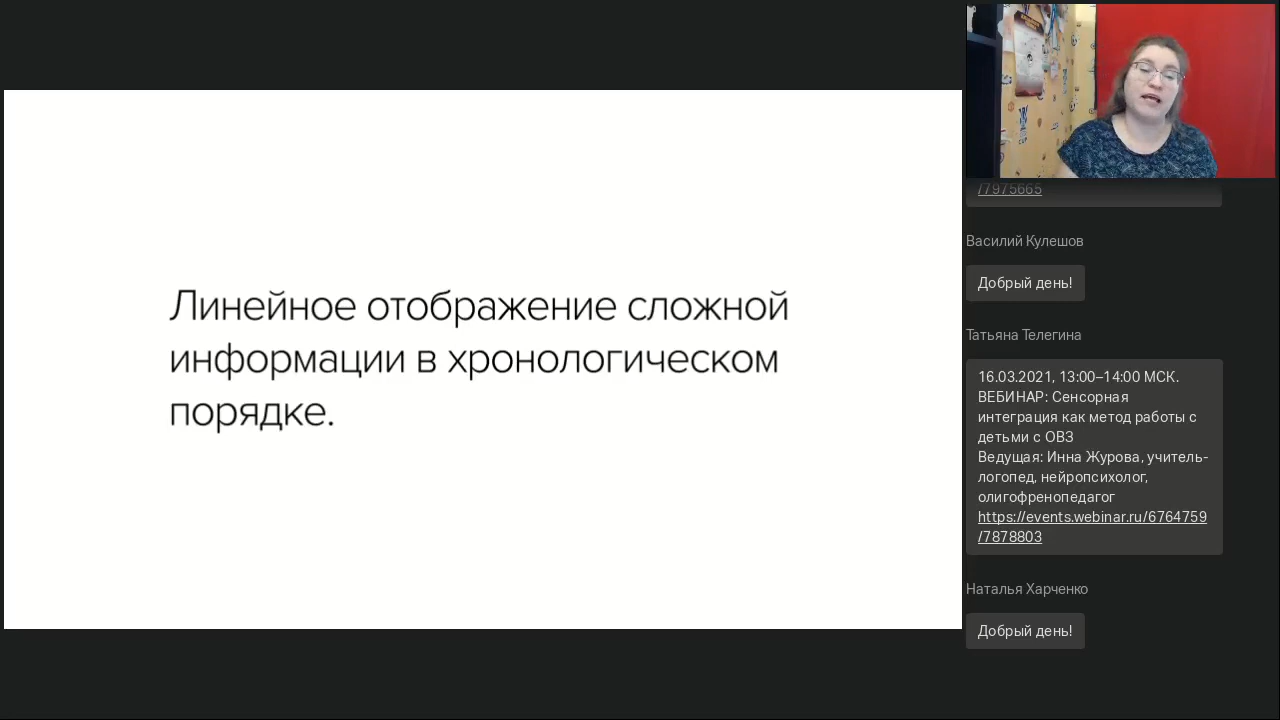 Линейное отображение сложной
информации в хронологическом
порядке.
/7975665
Василий Кулешов
Добрый день!
Татьяна Телегина
16.03.2021, 13:00–14:00 МСК.
ВЕБИНАР: Сенсорная
интеграция как метод работы с
детьми с ОВЗ
Ведущая: Инна Журова, учитель-
логопед, нейропсихолог,
олигофренопедагог
https://events.webinar.ru/6764759
/7878803
Наталья Харченко
Добрый день!